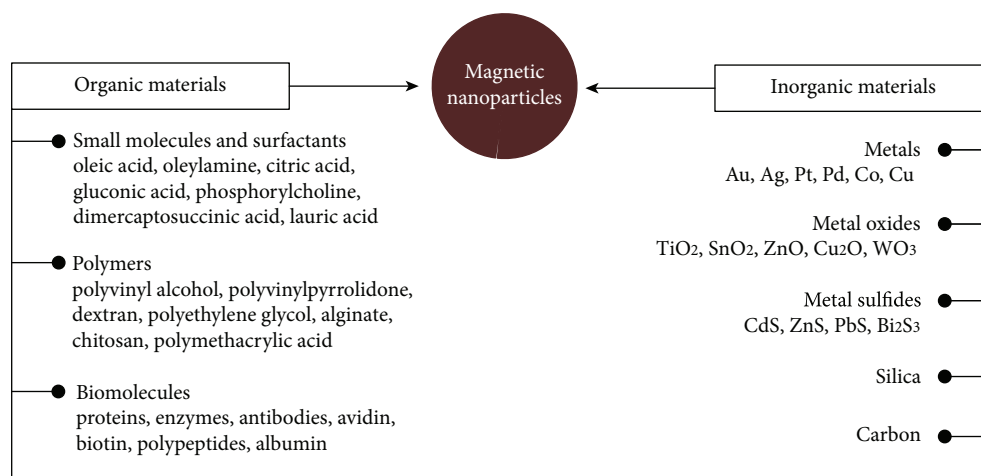 Organic materials
Magnetic
nanoparticles
Inorganic materials
Small molecules and surfactants
oleic acid, oleylamine, citric acid,
gluconic acid, phosphorylcholine,
dimercaptosuccinic acid, lauric acid
Polymers
polyvinyl alcohol, polyvinylpyrrolidone,
dextran, polyethylene glycol, alginate,
chitosan, polymethacrylic acid
Biomolecules
proteins, enzymes, antibodies, avidin,
biotin, polypeptides, albumin
Metals
Au, Ag, Pt, Pd, Co, Cu
Metal oxides
TiO2, SnO2, ZnO, Cu2O, WO3
Metal sulfides
CdS, ZnS, PbS, Bi2S3
Silica
Carbon